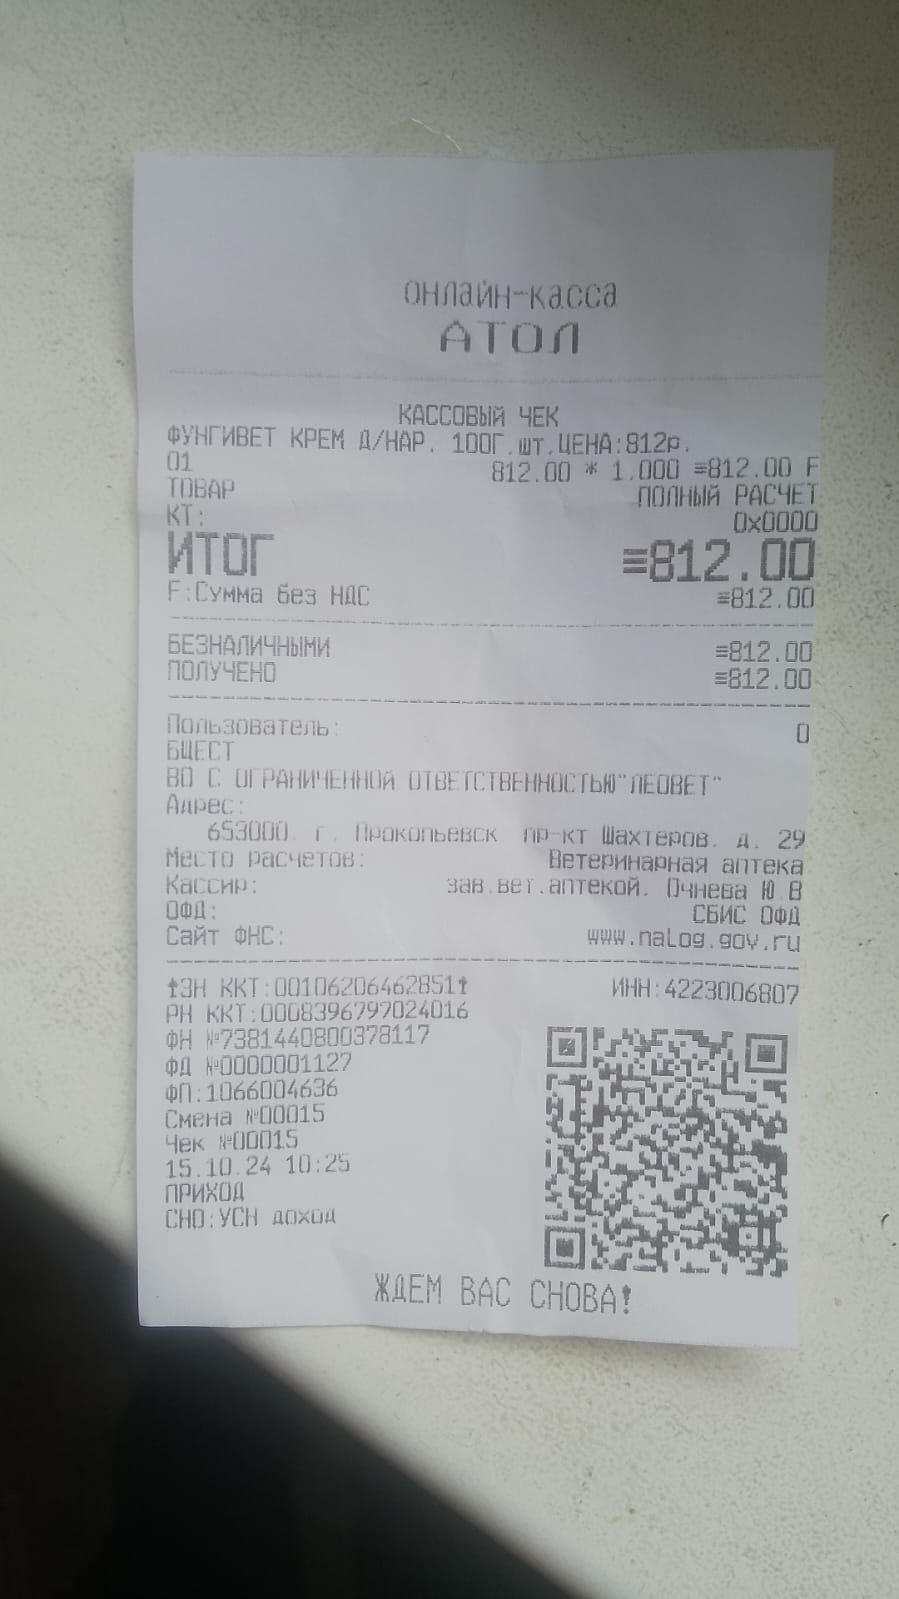 ОНЛАЙН-КАССА
АТОЛ
КАССОВЫЙ ЧЕК
ФУНГИВЕТ КРЕМ Д/НАР. 100Г.шт.ЦЕНА:812р.
01 812.00 * 1.000 ≡812.00 F
ТОВАР ПОЛНЫЙ РАСЧЕТ
КТ: 0x0000
ИТОГ ≡812.00
F:Сумма без НДС ≡812.00
БЕЗНАЛИЧНЫМИ ≡812.00
ПОЛУЧЕНО ≡812.00
Пользователь: О
БЩЕСТ
ВО С ОГРАНИЧЕННОЙ ОТВЕТСТВЕННОСТЬЮ"ЛЕОВЕТ"
Адрес:
653000. г. Прокопьевск пр-кт Шахтеров. д. 29
Место расчетов: Ветеринарная аптека
Кассир: зав.вет.аптекой. Очнева Ю.В
ОФД: СБИС ОФД
Сайт ФНС: www.nalog.gov.ru
↑ЗН ККТ:00106206462851↑ ИНН:4223006807
РН ККТ:0008396797024016
ФН №7381440800378117
ФД №0000001127
ФП:1066004636
Смена №00015
Чек №00015
15.10.24 10:25
ПРИХОД
СНО:УСН доход
ЖДЕМ ВАС СНОВА!